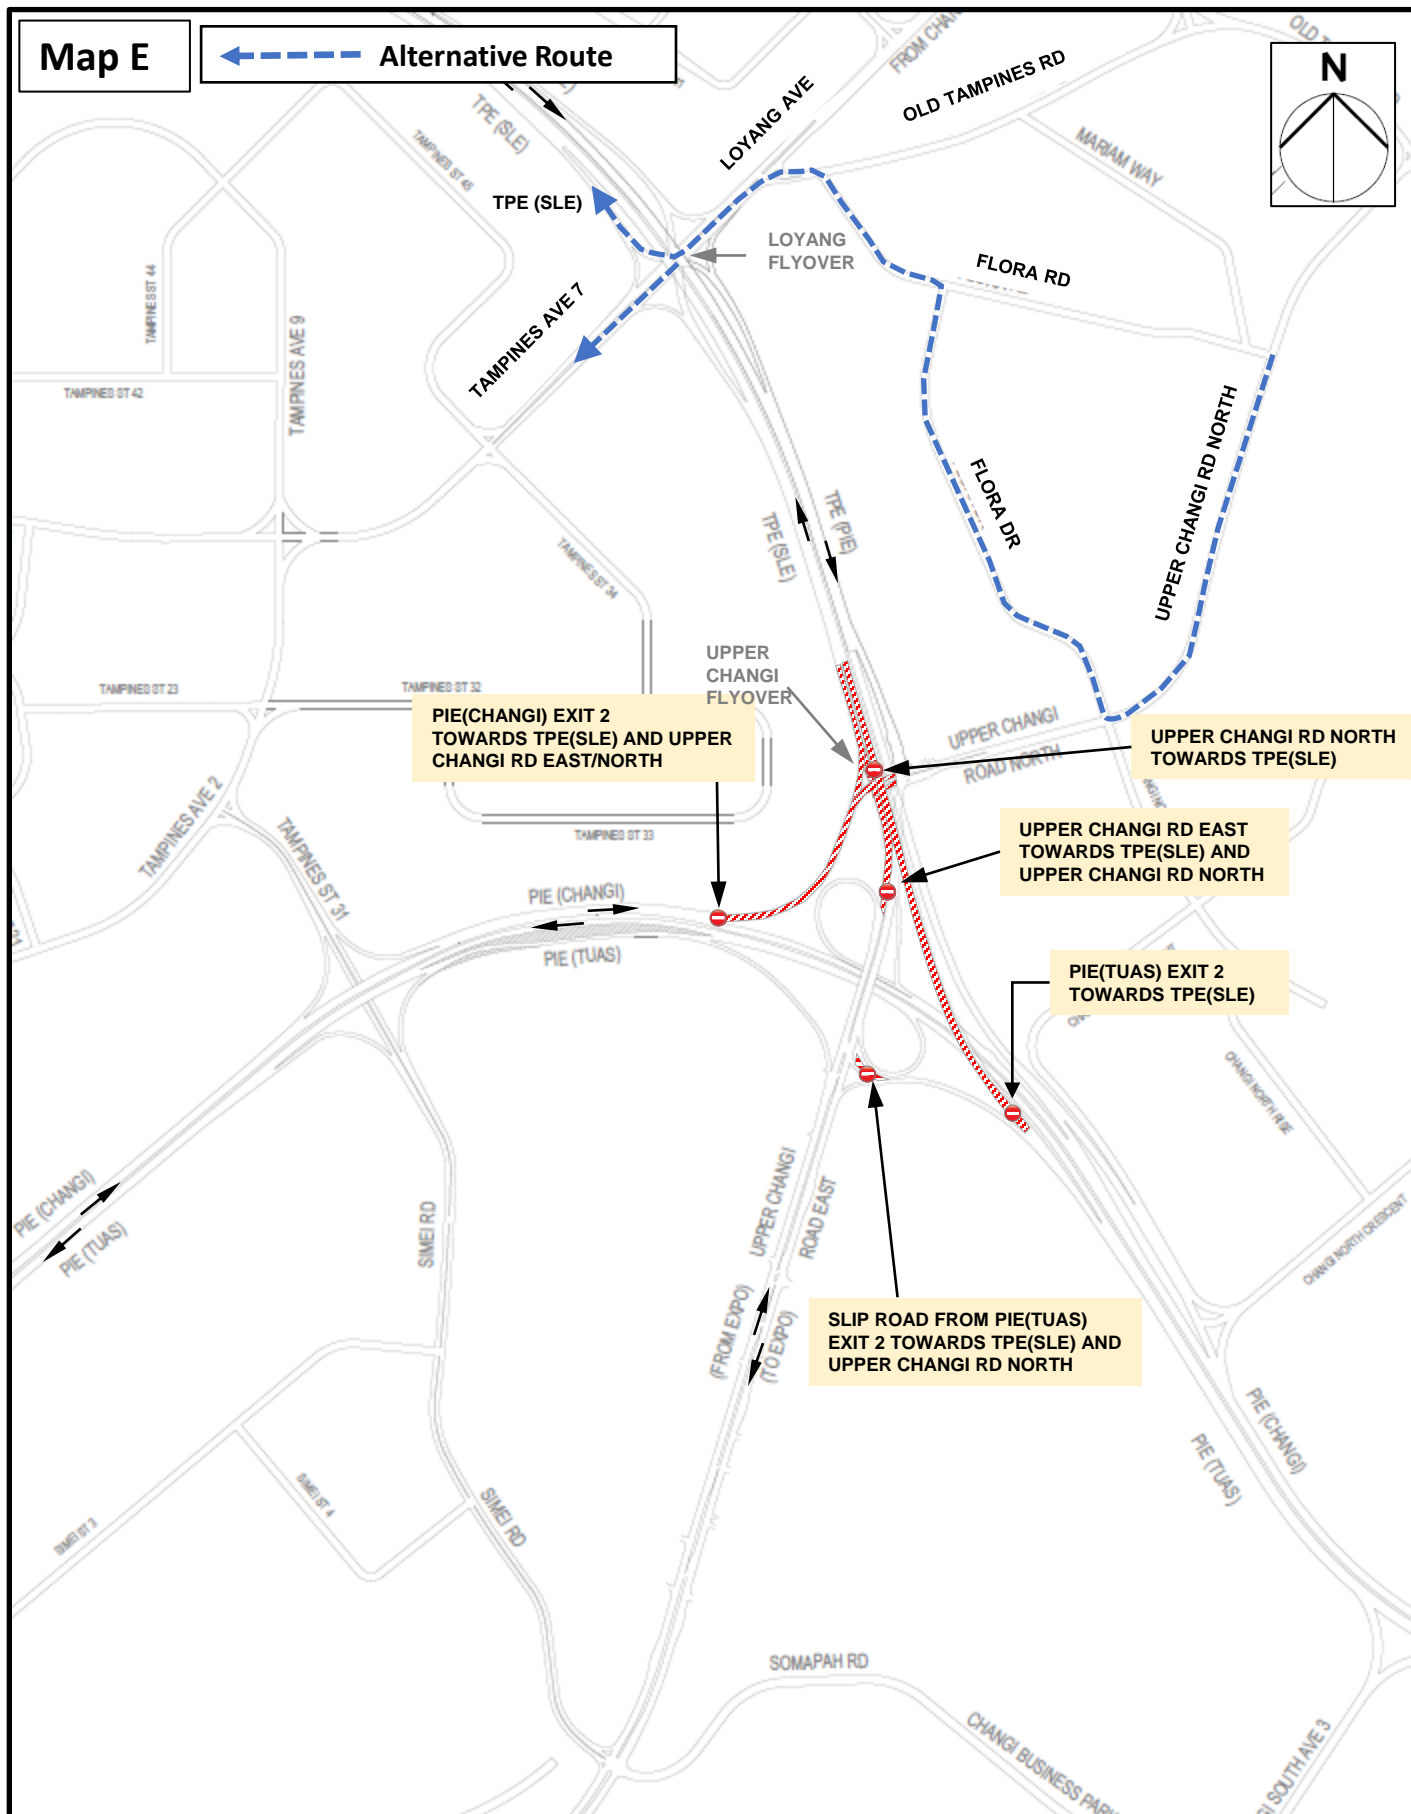 Map E
Alternative Route
N
FROM CHAN
OLD TAMPINES RD
LOYANG AVE
TPE (SLE)
TAMPINES ST 45
MARIAM WAY
TPE (SLE)
LOYANG
FLYOVER
FLORA RD
TAMPINES ST 44
TAMPINES AVE 9
TAMPINES AVE 7
TAMPINES ST 42
UPPER CHANGI RD NORTH
FLORA DR
TPE (PIE)
TPE (SLE)
TAMPINES ST 34
UPPER
CHANGI
FLYOVER
TAMPINES ST 23
TAMPINES ST 32
PIE(CHANGI) EXIT 2
TOWARDS TPE(SLE) AND UPPER
CHANGI RD EAST/NORTH
UPPER CHANGI
ROAD NORTH
UPPER CHANGI RD NORTH
TOWARDS TPE(SLE)
TAMPINES AVE 2
TAMPINES ST 33
TAMPINES ST 31
UPPER CHANGI RD EAST
TOWARDS TPE(SLE) AND
UPPER CHANGI RD NORTH
PIE (CHANGI)
PIE (TUAS)
PIE(TUAS) EXIT 2
TOWARDS TPE(SLE)
CHANGI NORTH RISE
PIE (CHANGI)
PIE (TUAS)
SIMEI RD
UPPER CHANGI
ROAD EAST
CHANGI NORTH CRESCENT
(FROM EXPO)
(TO EXPO)
SLIP ROAD FROM PIE(TUAS)
EXIT 2 TOWARDS TPE(SLE) AND
UPPER CHANGI RD NORTH
PIE (CHANGI)
PIE (TUAS)
SIMEI ST 4
SIMEI ST 3
SIMEI RD
SOMAPAH RD
CHANGI BUSINESS PARK
EI SOUTH AVE 3